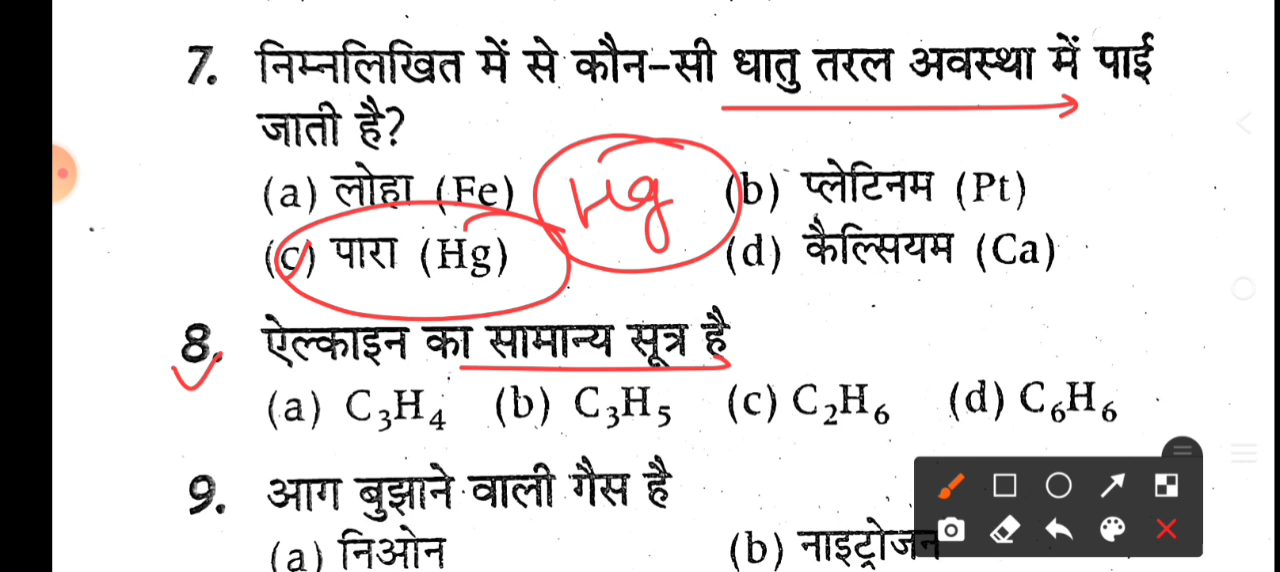 7. निम्नलिखित में से कौन-सी धातु तरल अवस्था में पाई
जाती है?
(a) लोहा (Fe) Hg (b) प्लेटिनम (Pt)
(c) पारा (Hg) (d) कैल्सियम (Ca)
8. ऐल्काइन का सामान्य सूत्र है
(a) C₃H₄ (b) C₃H₅ (c) C₂H₆ (d) C₆H₆
9. आग बुझाने वाली गैस है
(a) निओन (b) नाइट्रोजन